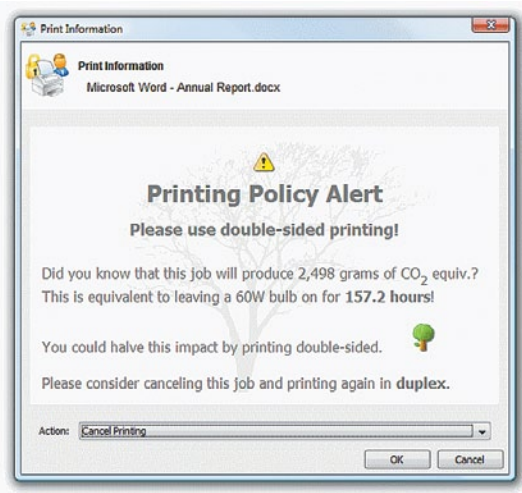 Print Information
Print Information
Microsoft Word - Annual Report.docx
Printing Policy Alert
Please use double-sided printing!
Did you know that this job will produce 2,498 grams of CO₂ equiv.?
This is equivalent to leaving a 60W bulb on for 157.2 hours!
You could halve this impact by printing double-sided.
Please consider canceling this job and printing again in duplex.
Action: Cancel Printing
OK Cancel